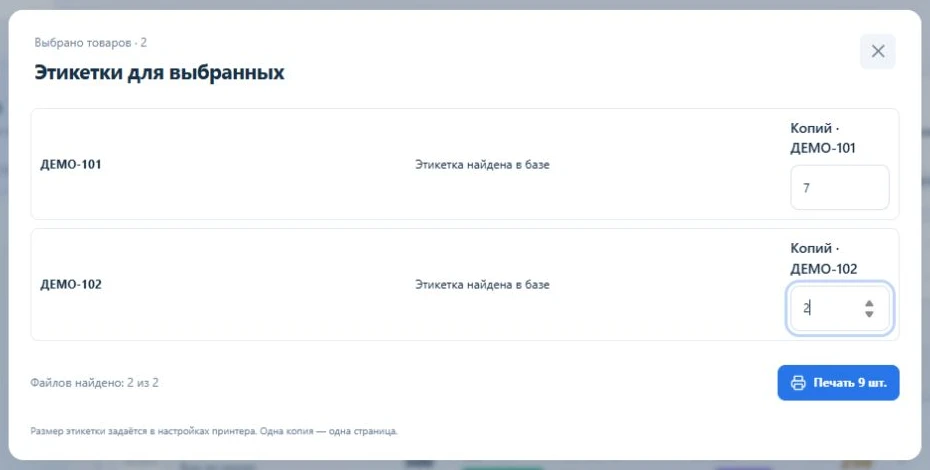 Выбрано товаров · 2
Этикетки для выбранных
ДЕМО-101
Этикетка найдена в базе
Копий ·
ДЕМО-101
7
ДЕМО-102
Этикетка найдена в базе
Копий ·
ДЕМО-102
2
Файлов найдено: 2 из 2
Печать 9 шт.
Размер этикетки задаётся в настройках принтера. Одна копия — одна страница.